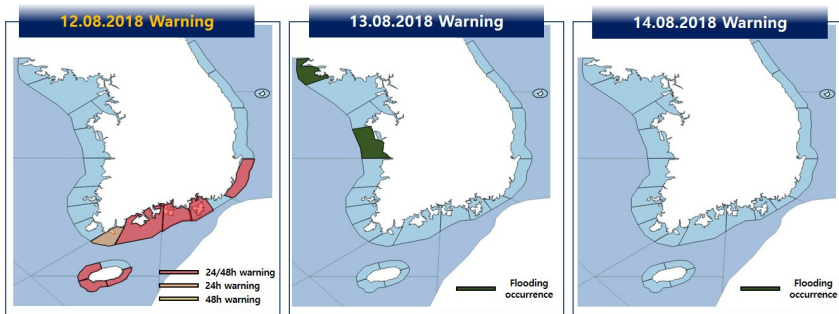 12.08.2018 Warning
24/48h warning
24h warning
48h warning
13.08.2018 Warning
Flooding
occurrence
14.08.2018 Warning
Flooding
occurrence